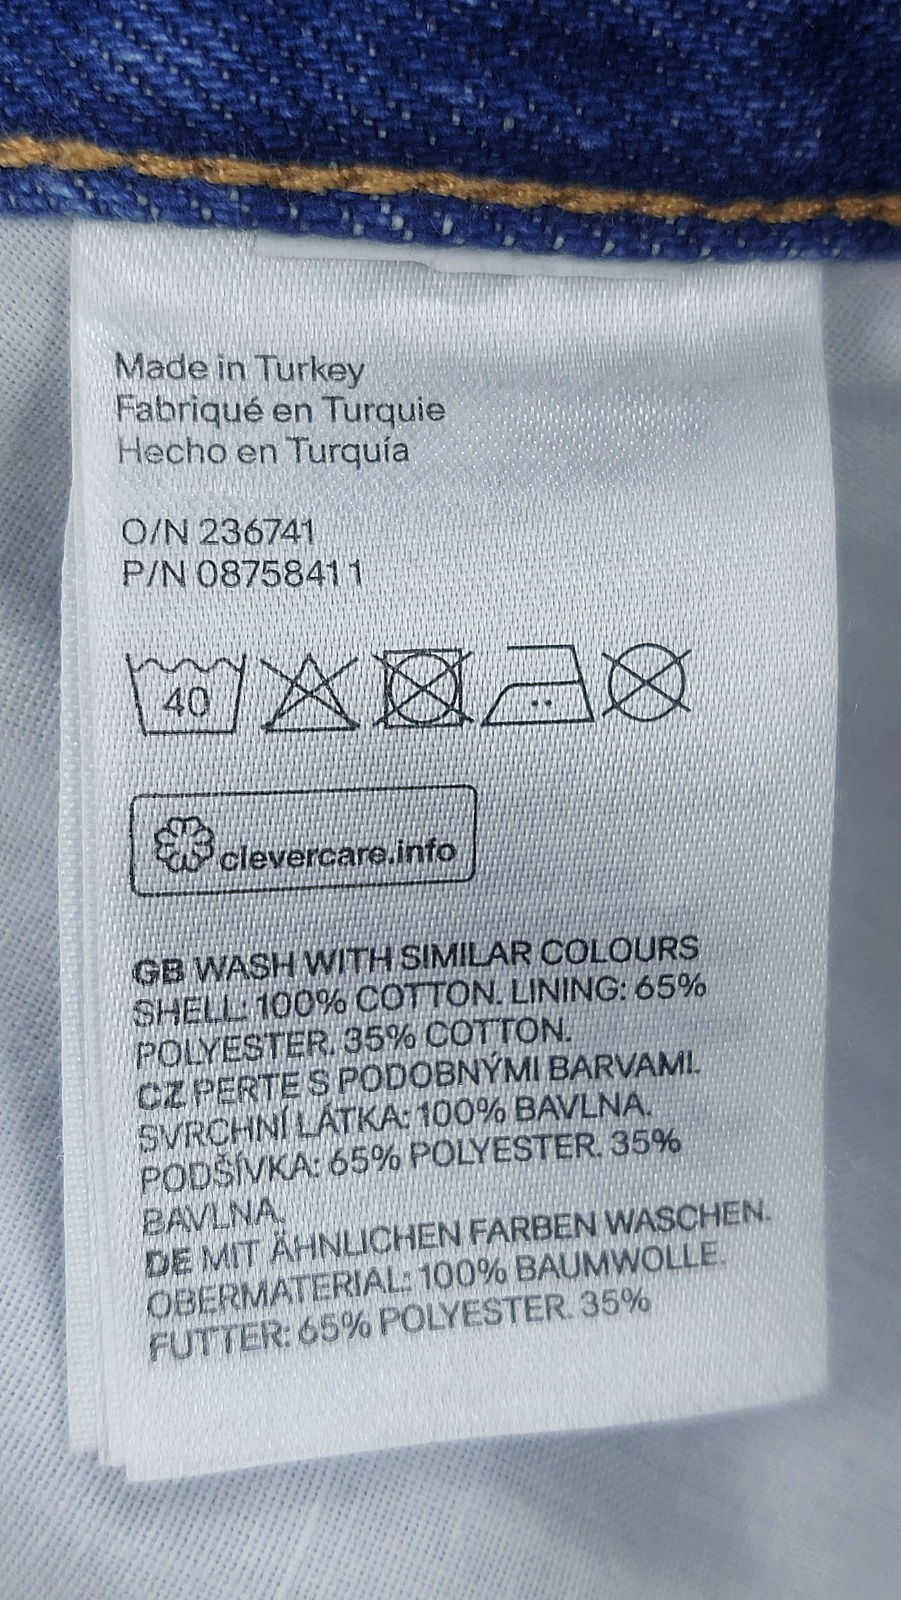 Made in Turkey
Fabriqué en Turquie
Hecho en Turquía
O/N 236741
P/N 08758411
40
clevercare.info
GB WASH WITH SIMILAR COLOURS
SHELL: 100% COTTON. LINING: 65%
POLYESTER. 35% COTTON.
CZ PERTE S PODOBNÝMI BARVAMI.
SVRCHNÍ LÁTKA: 100% BAVLNA.
PODŠÍVKA: 65% POLYESTER. 35%
BAVLNA.
DE MIT ÄHNLICHEN FARBEN WASCHEN.
OBERMATERIAL: 100% BAUMWOLLE.
FUTTER: 65% POLYESTER. 35%